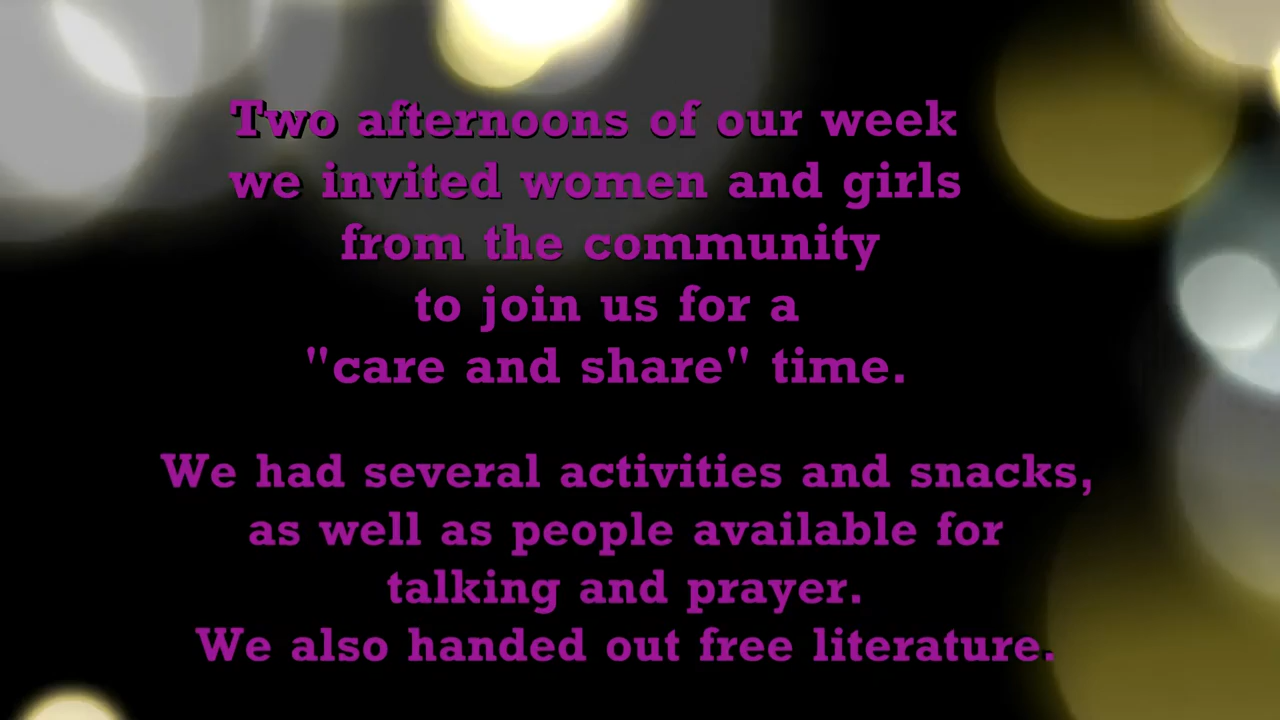 Two afternoons of our week
we invited women and girls
from the community
to join us for a
"care and share" time.
We had several activities and snacks,
as well as people available for
talking and prayer.
We also handed out free literature.